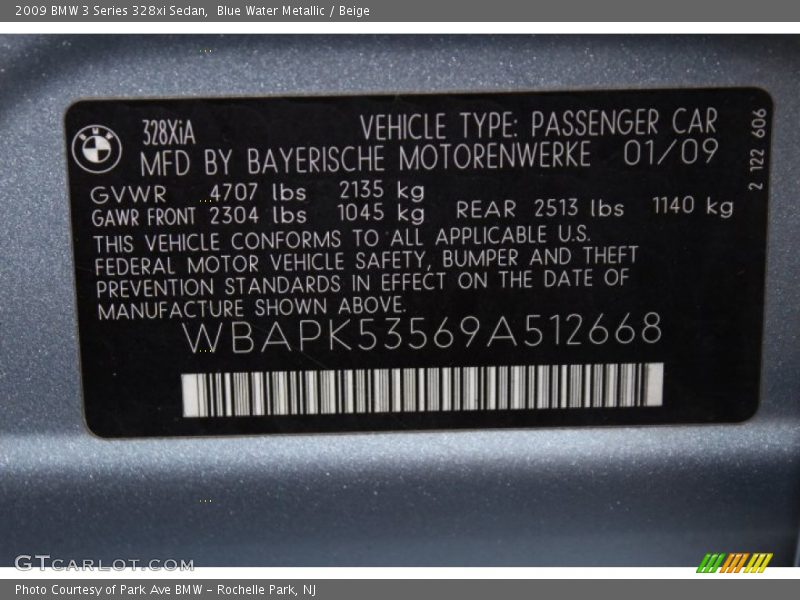 2009 BMW 3 Series 328xi Sedan, Blue Water Metallic / Beige
BMW
328XiA
VEHICLE TYPE: PASSENGER CAR
MFD BY BAYERISCHE MOTORENWERKE 01/09
GVWR 4707 lbs 2135 kg
GAWR FRONT 2304 lbs 1045 kg REAR 2513 lbs 1140 kg
THIS VEHICLE CONFORMS TO ALL APPLICABLE U.S.
FEDERAL MOTOR VEHICLE SAFETY, BUMPER AND THEFT
PREVENTION STANDARDS IN EFFECT ON THE DATE OF
MANUFACTURE SHOWN ABOVE.
WBAPK53569A512668
2 122 606
GTCARLOT.COM
Photo Courtesy of Park Ave BMW - Rochelle Park, NJ